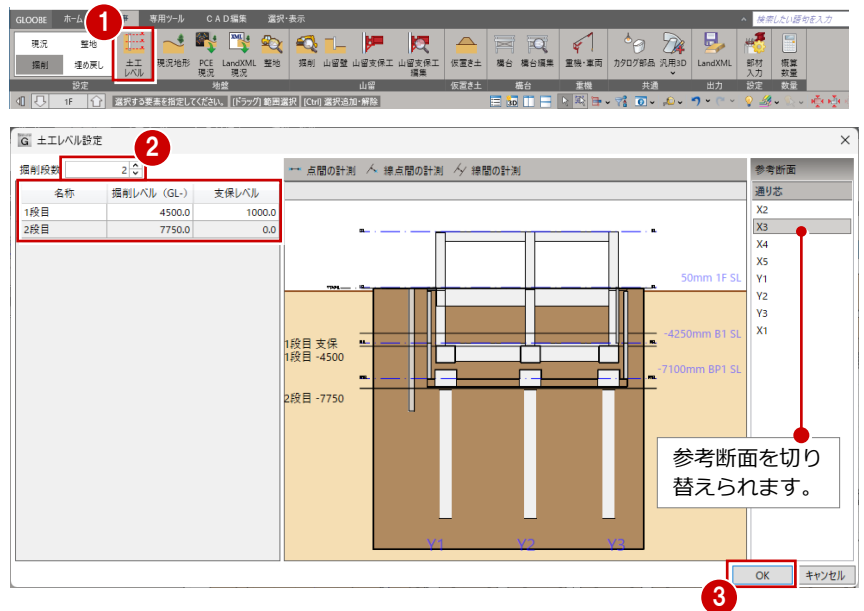 GLOOBE ホーム 専用ツール CAD編集 選択・表示 検索したい語句を入力
1
現況 整地 土工レベル 現況地形 PCE現況 LandXML現況 整地 掘削 山留壁 山留支保工 山留支保工編集 仮置き土 構台 構台編集 重機・車両 カタログ部品 汎用3D LandXML 部材入力 概算数量
掘削 埋め戻し
設定 地盤 山留 仮置き土 構台 重機 共通 出力 設定 数量
1F 選択する要素を指定してください。 [[ドラッグ] 範囲選択 [Ctrl] 選択追加・解除
土工レベル設定
2
掘削段数 2
点間の計測 線点間の計測 線間の計測
参考断面
名称 掘削レベル (GL-) 支保レベル
1段目 4500.0 1000.0
2段目 7750.0 0.0
通り芯
X2
X3
X4
X5
Y1
Y2
Y3
X1
50mm 1F SL
-4250mm B1 SL
1段目 支保
1段目 -4500
-7100mm BP1 SL
2段目 -7750
Y1 Y2 Y3
参考断面を切り
替えられます。
OK キャンセル
3